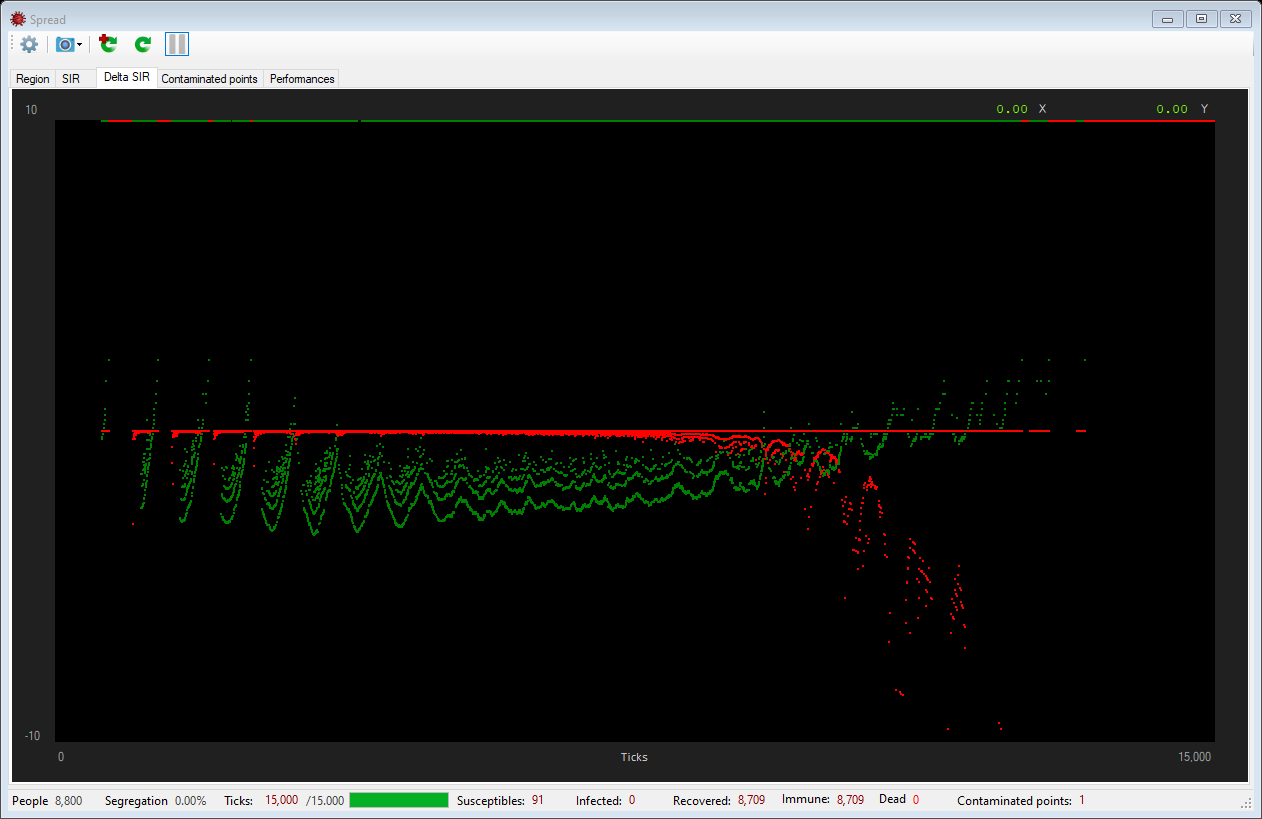 Spread
Region SIR Delta SIR Contaminated points Performances
10 0.00 X 0.00 Y
-10
0 Ticks 15,000
People 8,800 Segregation 0.00% Ticks: 15,000 /15.000 Susceptibles: 91 Infected: 0 Recovered: 8,709 Immune: 8,709 Dead 0 Contaminated points: 1